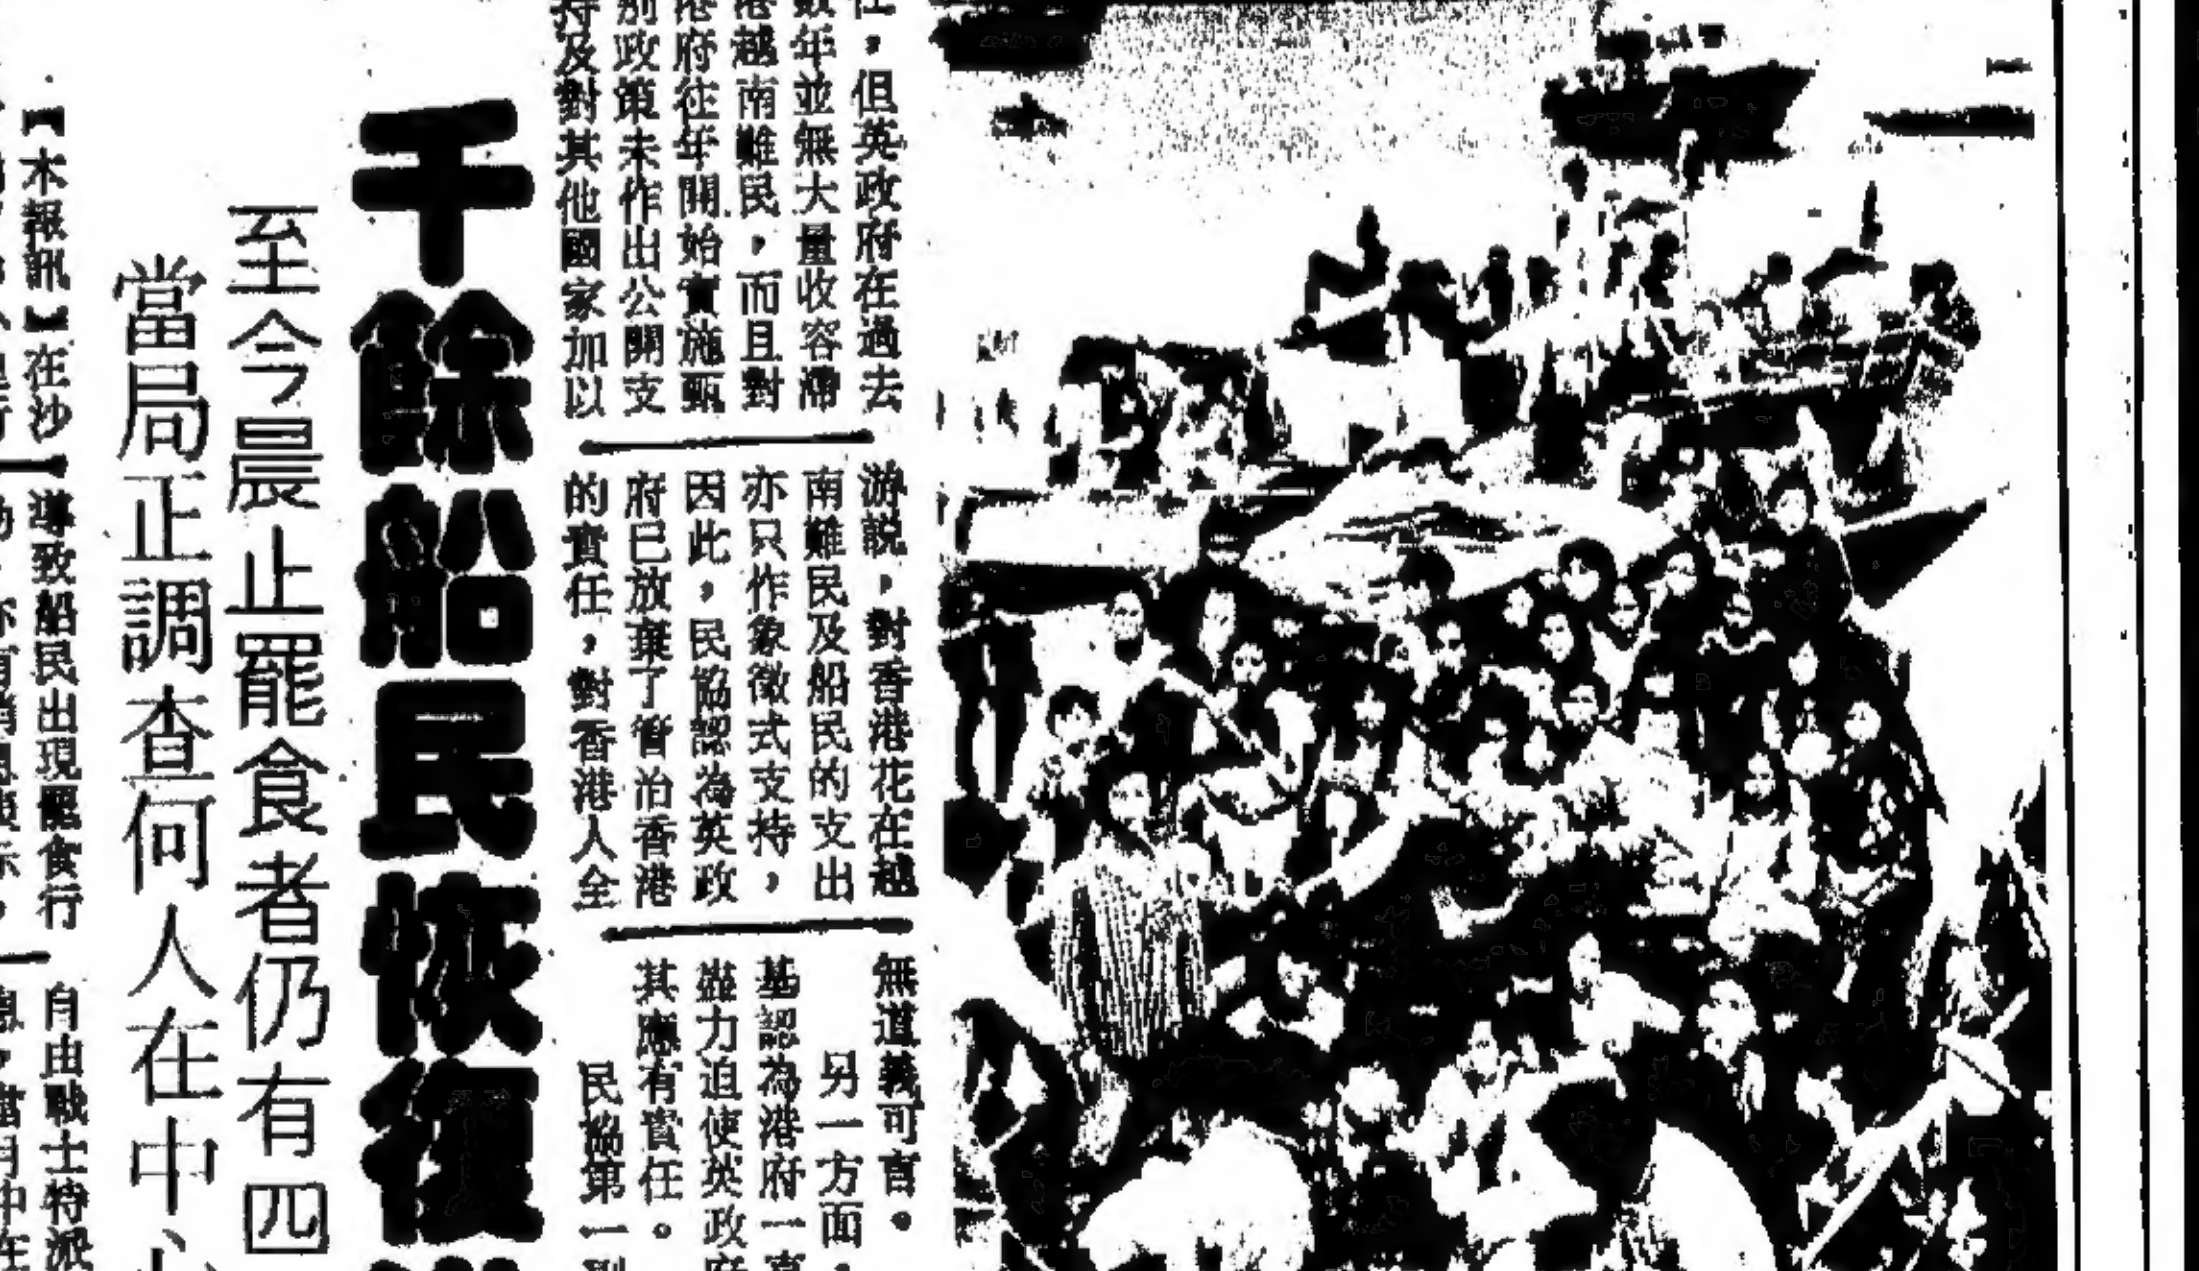 任，但英政府在過去
數年並無大量收容滯
港越南難民，而且對
港府往年開始實施甄
別政策未作出公開支
持及對其他國家加以
游説，對香港花在越
南難民及船民的支出
亦只作象徵式支持，
因此，民協認為英政
府已放棄了管治香港
的責任，對香港人全
無道義可言。
另一方面，
基認為港府一直
盡力迫使英政府
其應有責任。
民協第一副
千餘船民恢復
至今晨止罷食者仍有四
當局正調查何人在中心
【本報訊】在沙
導致船民出現罷食行
自由戰士特派